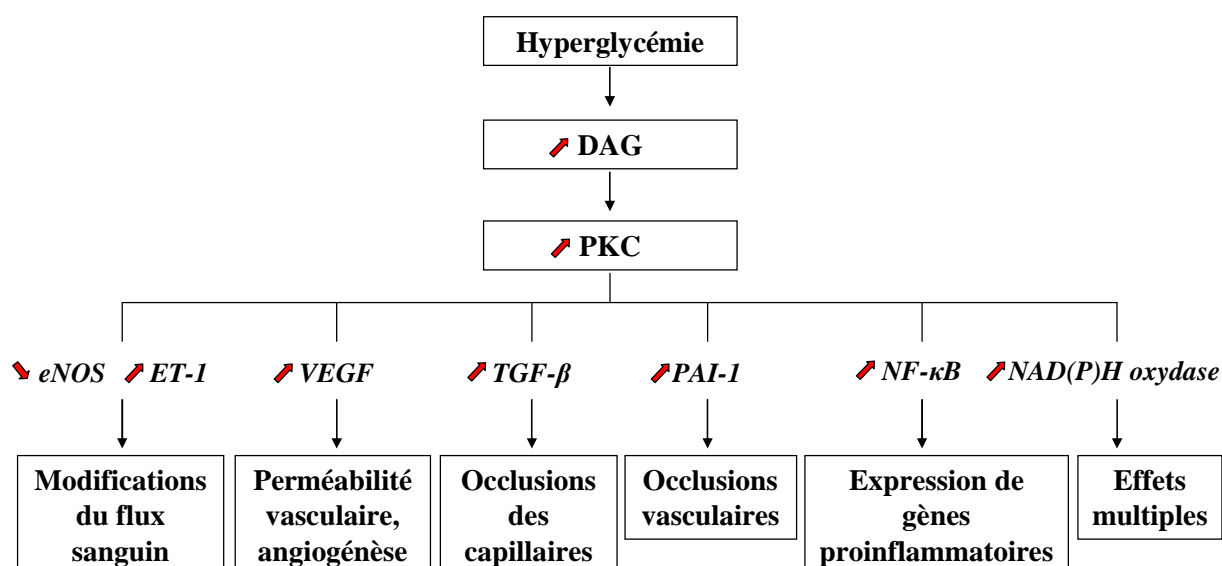 Hyperglycémie
DAG
PKC
eNOS ET-1 VEGF TGF-β PAI-1 NF-κB NAD(P)H oxydase
Modifications
du flux
sanguin
Perméabilité
vasculaire,
angiogénèse
Occlusions
des
capillaires
Occlusions
vasculaires
Expression de
gènes
proinflammatoires
Effets
multiples